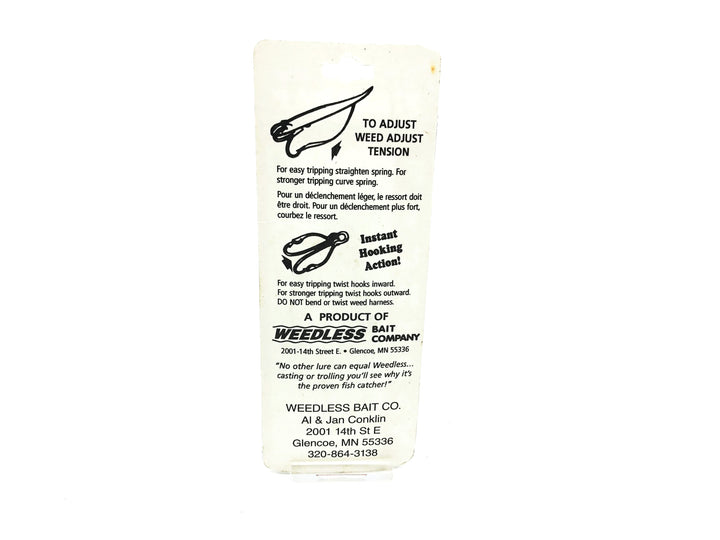 TO ADJUST
WEED ADJUST
TENSION
For easy tripping straighten spring. For
stronger tripping curve spring.
Pour un déclenchement léger, le ressort doit
être droit. Pour un déclenchement plus fort,
courbez le ressort.
Instant
Hooking
Action!
For easy tripping twist hooks inward.
For stronger tripping twist hooks outward.
DO NOT bend or twist weed harness.
A PRODUCT OF
WEEDLESS BAIT
COMPANY
2001-14th Street E. • Glencoe, MN 55336
"No other lure can equal Weedless...
casting or trolling you'll see why it's
the proven fish catcher!"
WEEDLESS BAIT CO.
Al & Jan Conklin
2001 14th St E
Glencoe, MN 55336
320-864-3138